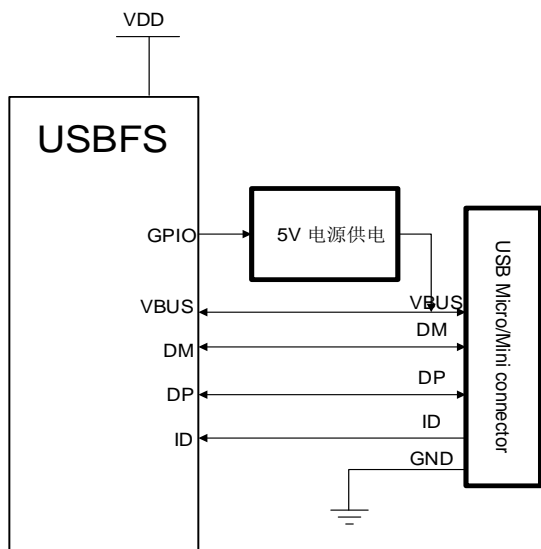 VDD
USBFS
GPIO
5V 电源供电
VBUS
VBUS
DM
DM
DP
DP
ID
ID
GND
USB Micro/Mini connector